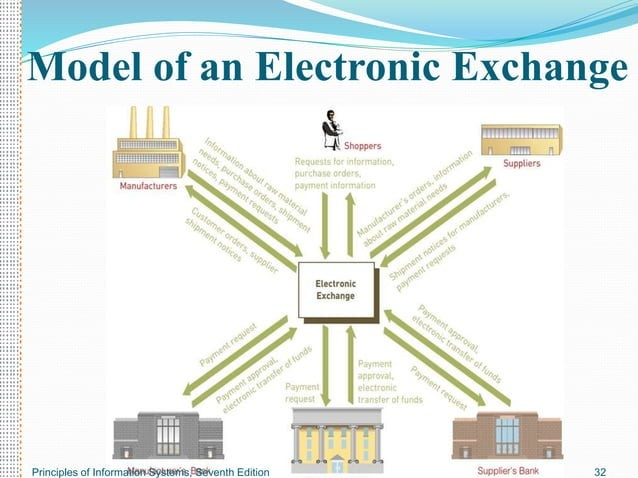 Model of an Electronic Exchange
Shoppers
Manufacturers
Suppliers
Information about raw material
needs, purchase orders, shipment
notices, payment requests
Requests for information,
purchase orders,
payment information
Manufacturer's orders, information
about raw material needs
Customer orders, supplier
shipment notices
Shipment notices for manufacturers,
payment requests
Electronic
Exchange
Payment request
Payment approval,
electronic transfer of funds
Payment
request
Payment
approval,
electronic
transfer of funds
Payment approval,
electronic transfer
of funds
Payment request
Manufacturer's Bank
Supplier's Bank
Principles of Information Systems, Seventh Edition
32